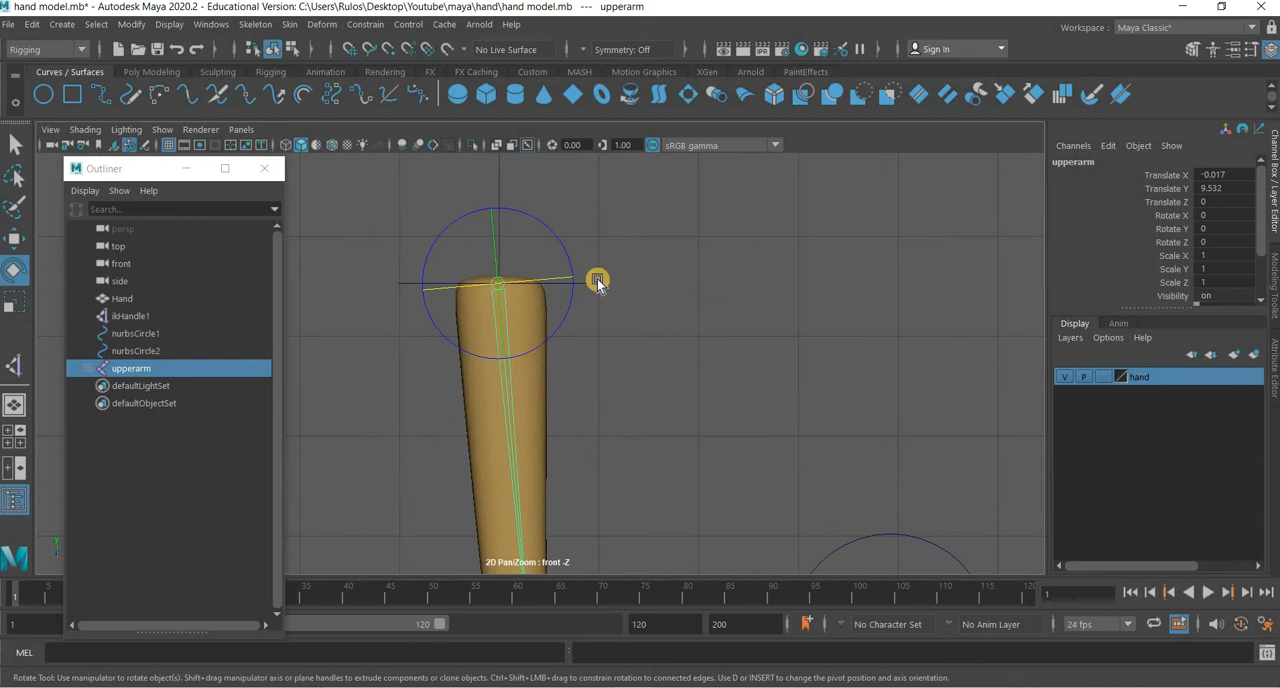 hand model.mb* - Autodesk Maya 2020.2 - Educational Version: C:\Users\Rulos\Desktop\Youtube\maya\hand\hand model.mb --- upperarm
File Edit Create Select Modify Display Windows Skeleton Skin Deform Constrain Control Cache Arnold Help
Workspace : Maya Classic*
Rigging
No Live Surface
Symmetry: Off
Sign In
Curves / Surfaces Poly Modeling Sculpting Rigging Animation Rendering FX FX Caching Custom MASH Motion Graphics XGen Arnold PaintEffects
View Shading Lighting Show Renderer Panels
0.00 1.00 sRGB gamma
Outliner
Display Show Help
Search...
persp
top
front
side
Hand
ikHandle1
nurbsCircle1
nurbsCircle2
upperarm
defaultLightSet
defaultObjectSet
2D Pan/Zoom : front -Z
Channels Edit Object Show
upperarm
Translate X -0.017
Translate Y 9.532
Translate Z 0
Rotate X 0
Rotate Y 0
Rotate Z 0
Scale X 1
Scale Y 1
Scale Z 1
Visibility on
Display Anim
Layers Options Help
V P hand
Channel Box / Layer Editor
Modeling Toolkit
Attribute Editor
5 35 40 45 50 55 60 65 70 75 80 85 90 95 100 105 110 115 120
1 1
1 120 120 200 No Character Set No Anim Layer 24 fps
MEL
Rotate Tool: Use manipulator to rotate object(s). Shift+drag manipulator axis or plane handles to extrude components or clone objects. Ctrl+Shift+LMB+drag to constrain rotation to connected edges. Use D or INSERT to change the pivot position and axis orientation.